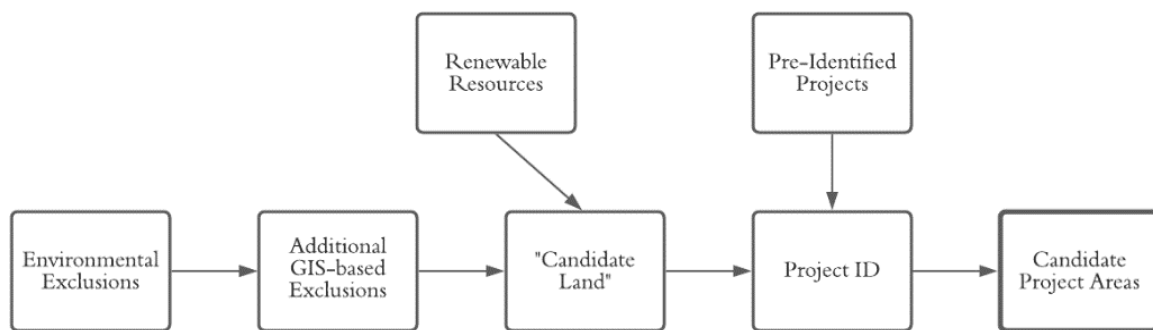 Renewable
Resources
Pre-Identified
Projects
Environmental
Exclusions
Additional
GIS-based
Exclusions
"Candidate
Land"
Project ID
Candidate
Project Areas